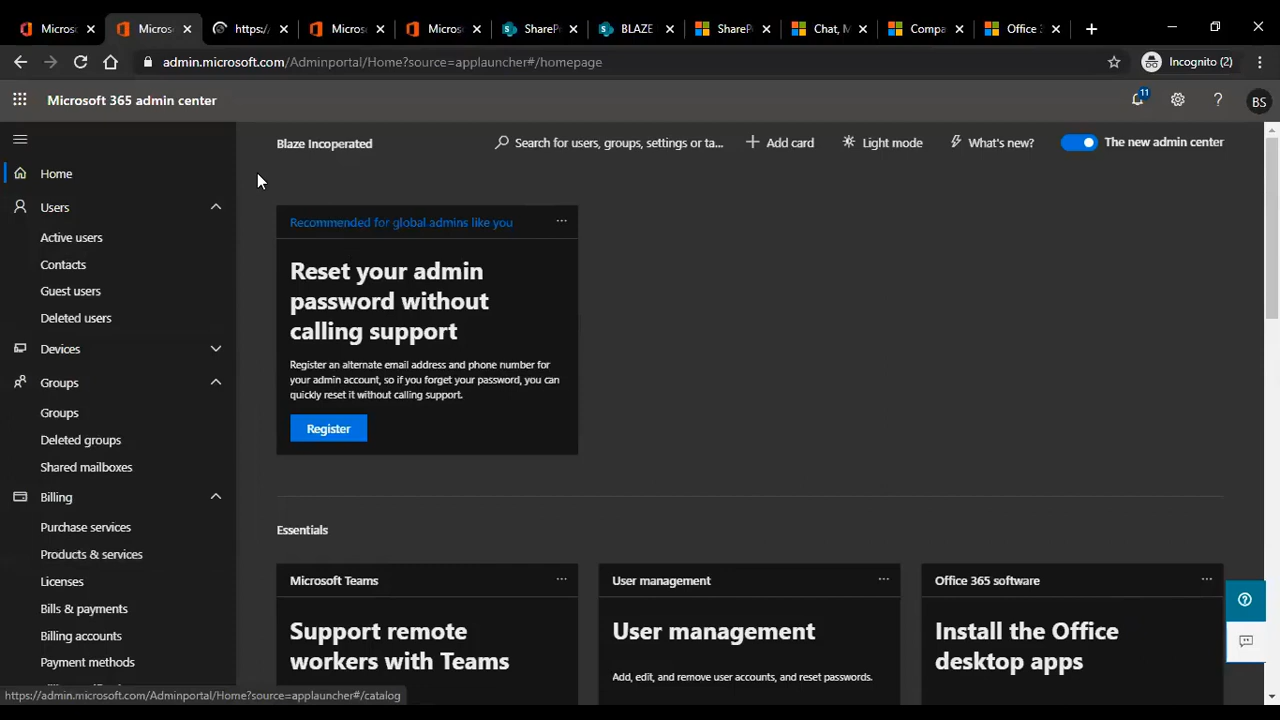 Micros
Micros
https:/
Micros
Micros
ShareP
BLAZE
ShareP
Chat, M
Compa
Office 3
admin.microsoft.com/Adminportal/Home?source=applauncher#/homepage
Incognito (2)
Microsoft 365 admin center
11
BS
Blaze Incoperated
Search for users, groups, settings or ta...
Add card
Light mode
What's new?
The new admin center
Home
Users
Active users
Contacts
Guest users
Deleted users
Devices
Groups
Groups
Deleted groups
Shared mailboxes
Billing
Purchase services
Products & services
Licenses
Bills & payments
Billing accounts
Payment methods
Recommended for global admins like you
Reset your admin
password without
calling support
Register an alternate email address and phone number for
your admin account, so if you forget your password, you can
quickly reset it without calling support.
Register
Essentials
Microsoft Teams
Support remote
workers with Teams
User management
User management
Add, edit, and remove user accounts, and reset passwords.
Office 365 software
Install the Office
desktop apps
https://admin.microsoft.com/Adminportal/Home?source=applauncher#/catalog